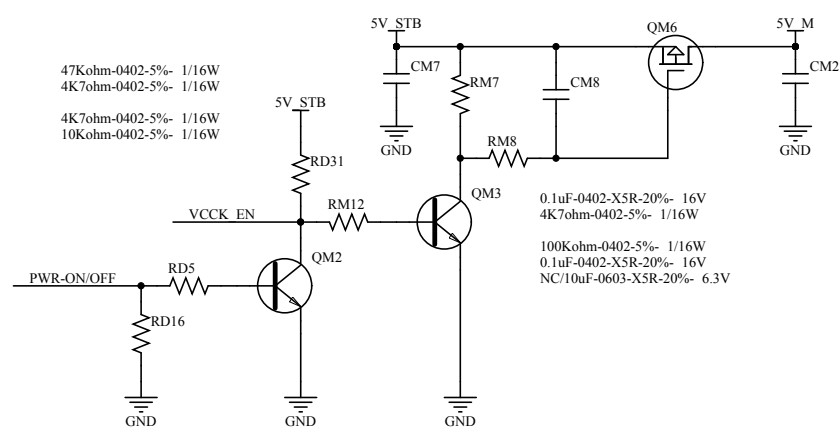 5V_STB
5V_M
QM6
47Kohm-0402-5%- 1/16W
4K7ohm-0402-5%- 1/16W
4K7ohm-0402-5%- 1/16W
10Kohm-0402-5%- 1/16W
CM7
RM7
CM8
CM2
5V_STB
GND
GND
RM8
RD31
QM3
RM12
VCCK_EN
0.1uF-0402-X5R-20%- 16V
4K7ohm-0402-5%- 1/16W
100Kohm-0402-5%- 1/16W
0.1uF-0402-X5R-20%- 16V
NC/10uF-0603-X5R-20%- 6.3V
QM2
PWR-ON/OFF
RD5
RD16
GND
GND
GND